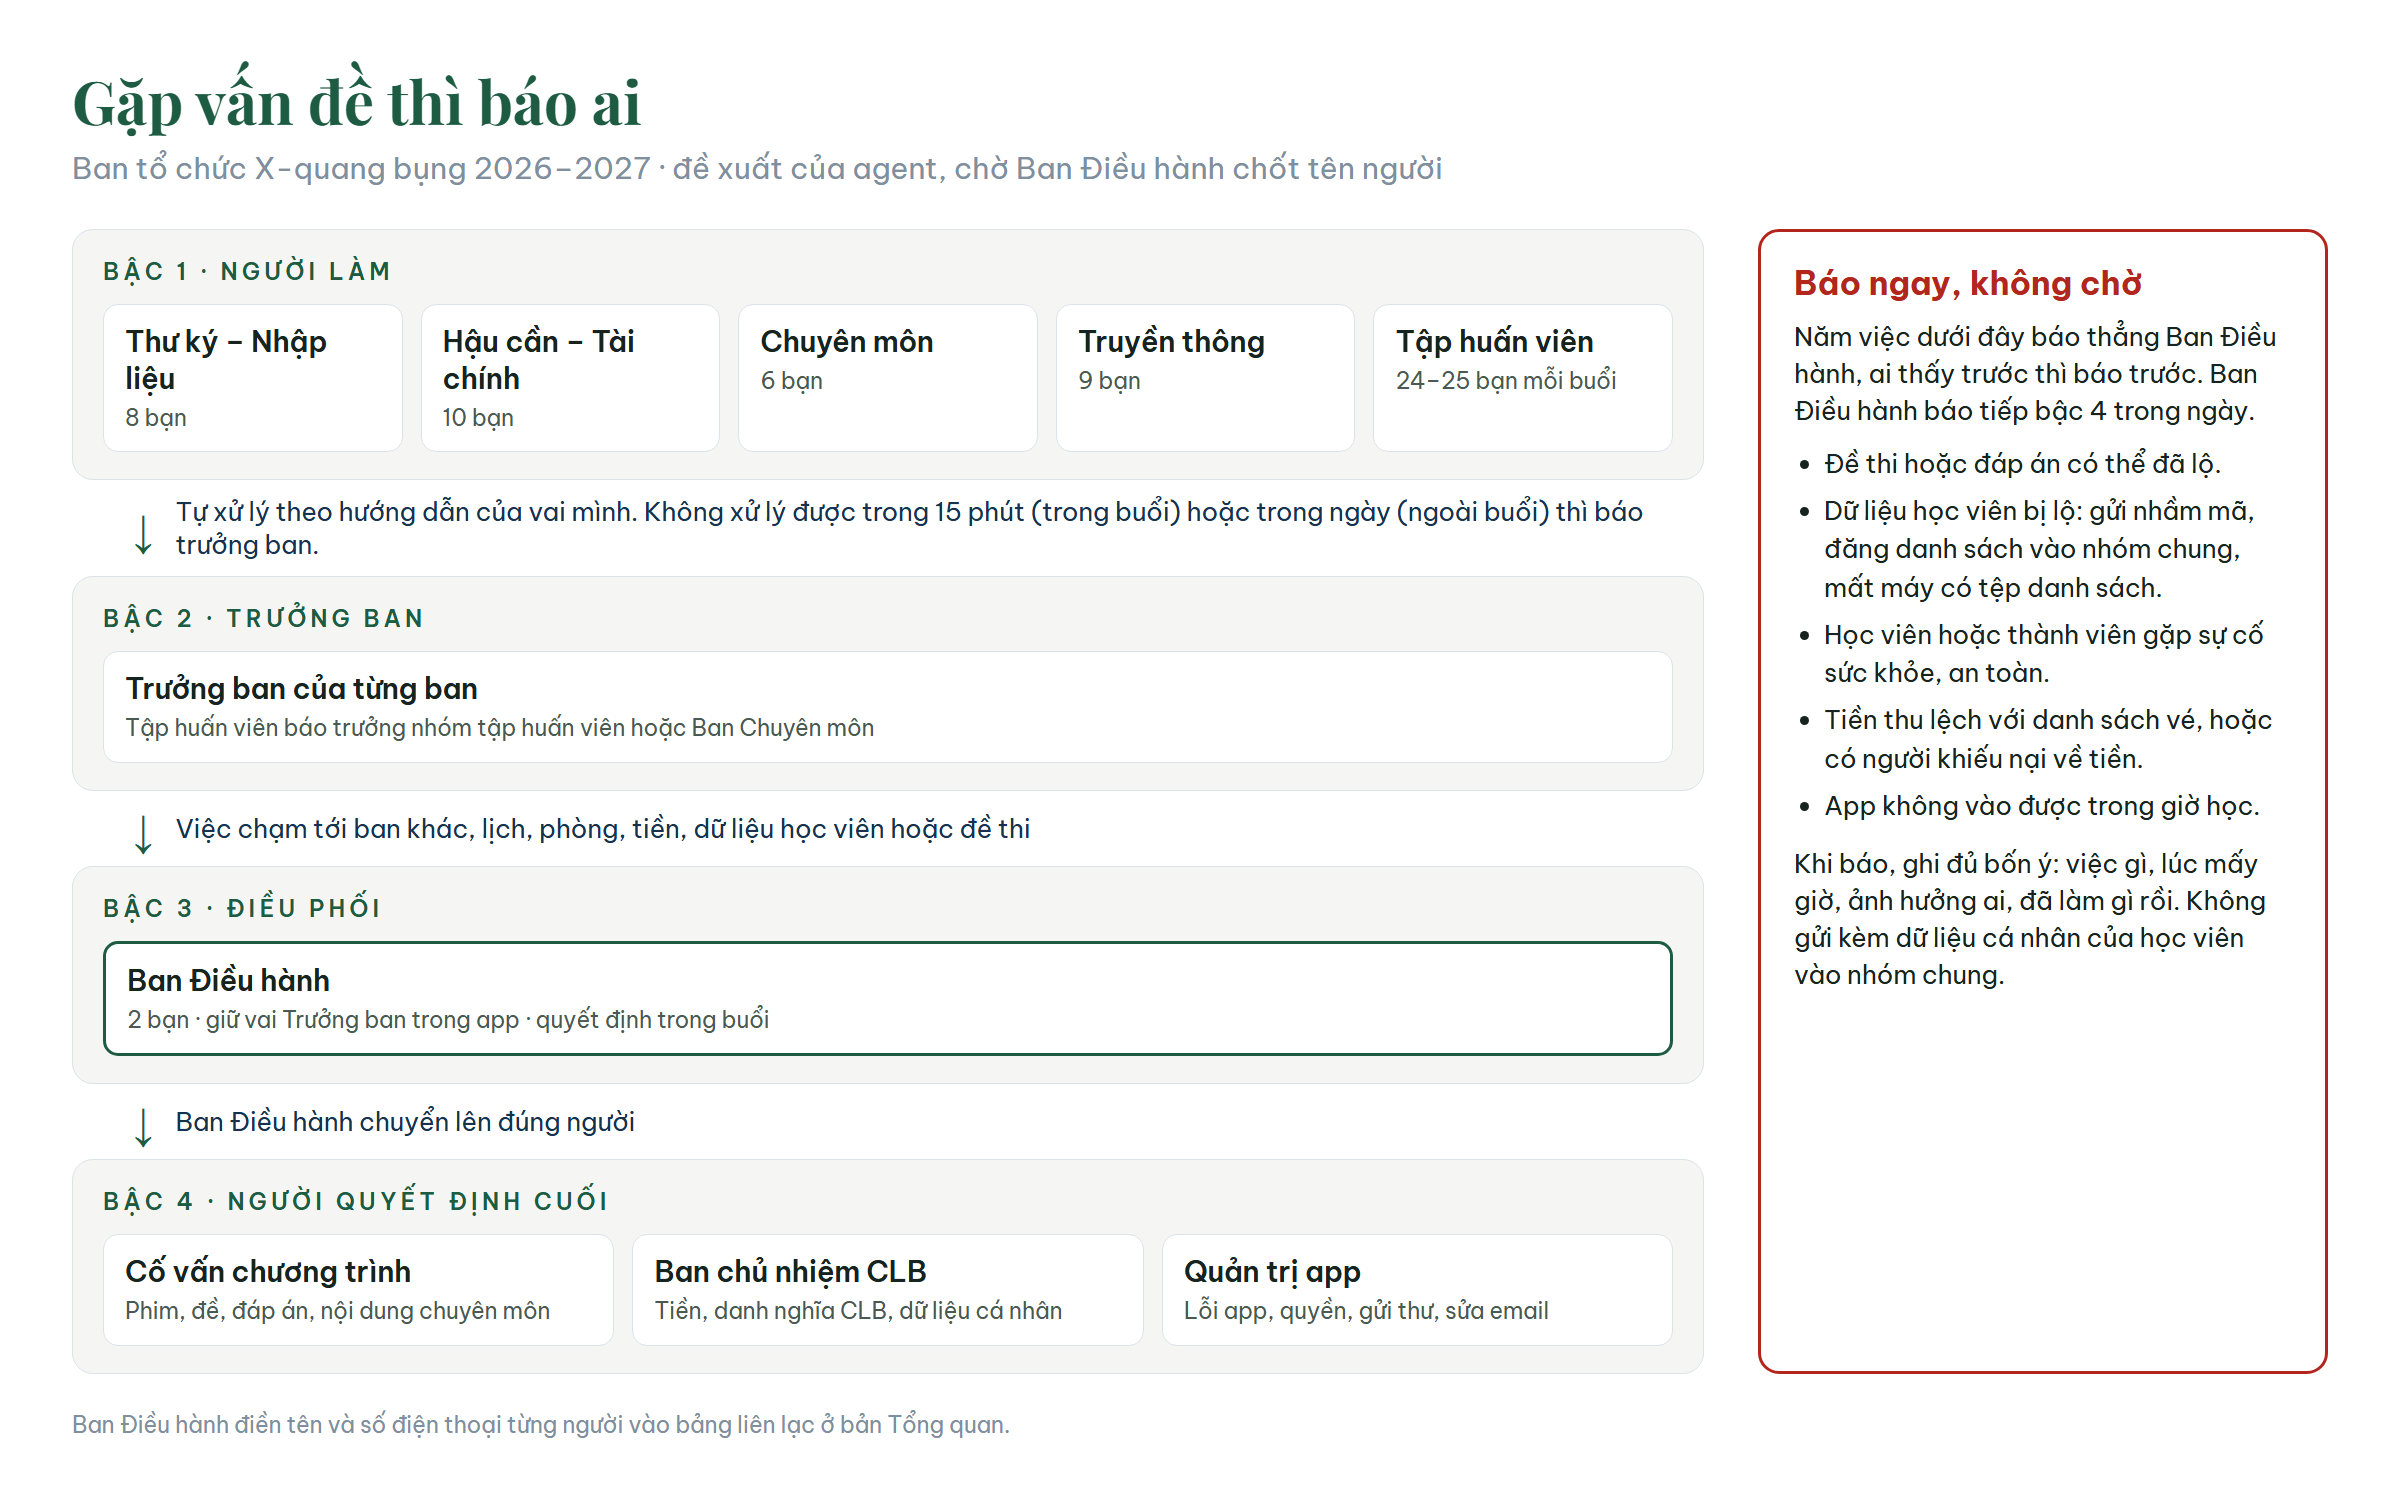 Gặp vấn đề thì báo ai
Ban tổ chức X-quang bụng 2026–2027 · đề xuất của agent, chờ Ban Điều hành chốt tên người
BẬC 1 · NGƯỜI LÀM
Thư ký – Nhập
liệu
8 bạn
Hậu cần – Tài
chính
10 bạn
Chuyên môn
6 bạn
Truyền thông
9 bạn
Tập huấn viên
24–25 bạn mỗi buổi
↓ Tự xử lý theo hướng dẫn của vai mình. Không xử lý được trong 15 phút (trong buổi) hoặc trong ngày (ngoài buổi) thì báo
trưởng ban.
BẬC 2 · TRƯỞNG BAN
Trưởng ban của từng ban
Tập huấn viên báo trưởng nhóm tập huấn viên hoặc Ban Chuyên môn
↓ Việc chạm tới ban khác, lịch, phòng, tiền, dữ liệu học viên hoặc đề thi
BẬC 3 · ĐIỀU PHỐI
Ban Điều hành
2 bạn · giữ vai Trưởng ban trong app · quyết định trong buổi
↓ Ban Điều hành chuyển lên đúng người
BẬC 4 · NGƯỜI QUYẾT ĐỊNH CUỐI
Cố vấn chương trình
Phim, đề, đáp án, nội dung chuyên môn
Ban chủ nhiệm CLB
Tiền, danh nghĩa CLB, dữ liệu cá nhân
Quản trị app
Lỗi app, quyền, gửi thư, sửa email
Báo ngay, không chờ
Năm việc dưới đây báo thẳng Ban Điều
hành, ai thấy trước thì báo trước. Ban
Điều hành báo tiếp bậc 4 trong ngày.
• Đề thi hoặc đáp án có thể đã lộ.
• Dữ liệu học viên bị lộ: gửi nhầm mã,
đăng danh sách vào nhóm chung,
mất máy có tệp danh sách.
• Học viên hoặc thành viên gặp sự cố
sức khỏe, an toàn.
• Tiền thu lệch với danh sách vé, hoặc
có người khiếu nại về tiền.
• App không vào được trong giờ học.
Khi báo, ghi đủ bốn ý: việc gì, lúc mấy
giờ, ảnh hưởng ai, đã làm gì rồi. Không
gửi kèm dữ liệu cá nhân của học viên
vào nhóm chung.
Ban Điều hành điền tên và số điện thoại từng người vào bảng liên lạc ở bản Tổng quan.